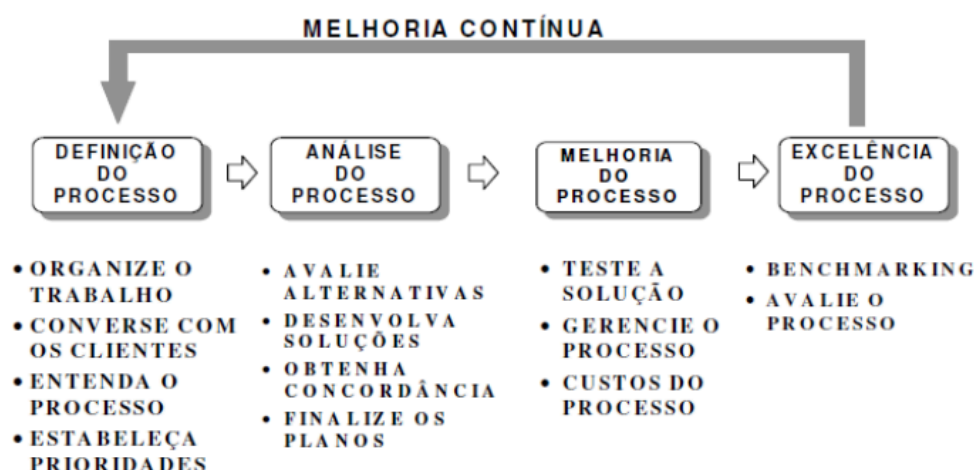 MELHORIA CONTÍNUA
DEFINIÇÃO
DO
PROCESSO
ANÁLISE
DO
PROCESSO
MELHORIA
DO
PROCESSO
EXCELÊNCIA
DO
PROCESSO
• ORGANIZE O
TRABALHO
• CONVERSE COM
OS CLIENTES
• ENTENDA O
PROCESSO
• ESTABELEÇA
PRIORIDADES
• AVALIE
ALTERNATIVAS
• DESENVOLVA
SOLUÇÕES
• OBTENHA
CONCORDÂNCIA
• FINALIZE OS
PLANOS
• TESTE A
SOLUÇÃO
• GERENCIE O
PROCESSO
• CUSTOS DO
PROCESSO
• BENCHMARKING
• AVALIE O
PROCESSO